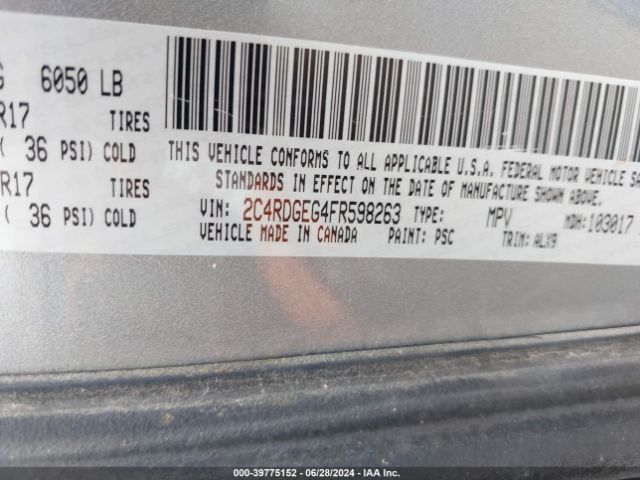 G 6050 LB
R17 TIRES
( 36 PSI) COLD
R17 TIRES
( 36 PSI) COLD
THIS VEHICLE CONFORMS TO ALL APPLICABLE U.S.A. FEDERAL MOTOR VEHICLE SA
STANDARDS IN EFFECT ON THE DATE OF MANUFACTURE SHOWN ABOVE.
VIN: 2C4RDGEG4FR598263 TYPE: MPV MDH: 103017
VEHICLE MADE IN CANADA PAINT: PSC TRIM: ALX9
000-39775152 • 06/28/2024 • IAA Inc.